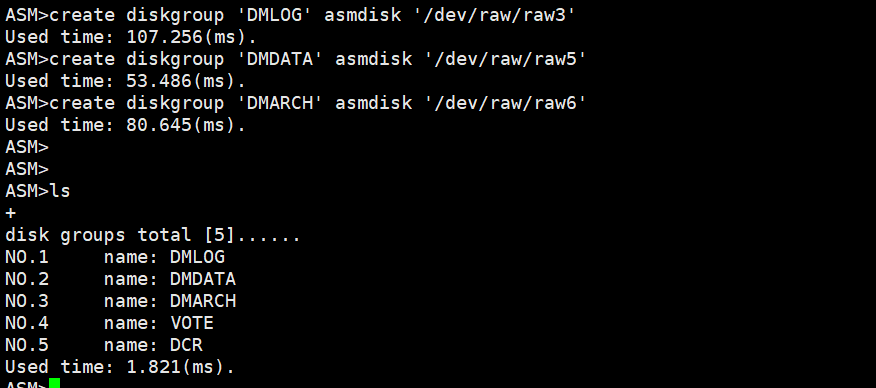 ASM>create diskgroup 'DMLOG' asmdisk '/dev/raw/raw3'
Used time: 107.256(ms).
ASM>create diskgroup 'DMDATA' asmdisk '/dev/raw/raw5'
Used time: 53.486(ms).
ASM>create diskgroup 'DMARCH' asmdisk '/dev/raw/raw6'
Used time: 80.645(ms).
ASM>
ASM>
ASM>ls
+
disk groups total [5]......
NO.1     name: DMLOG
NO.2     name: DMDATA
NO.3     name: DMARCH
NO.4     name: VOTE
NO.5     name: DCR
Used time: 1.821(ms).
ASM>